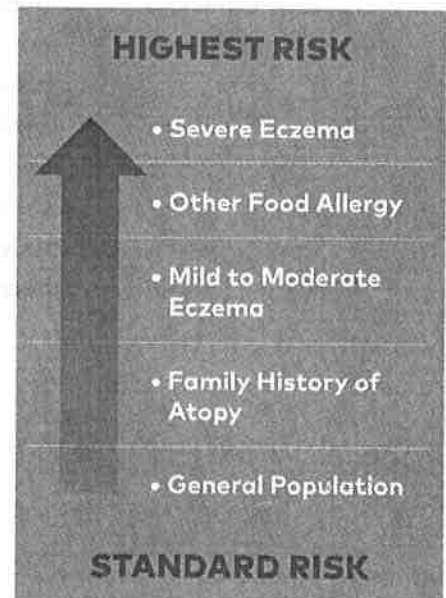 HIGHEST RISK
• Severe Eczema
• Other Food Allergy
• Mild to Moderate
Eczema
• Family History of
Atopy
• General Population
STANDARD RISK